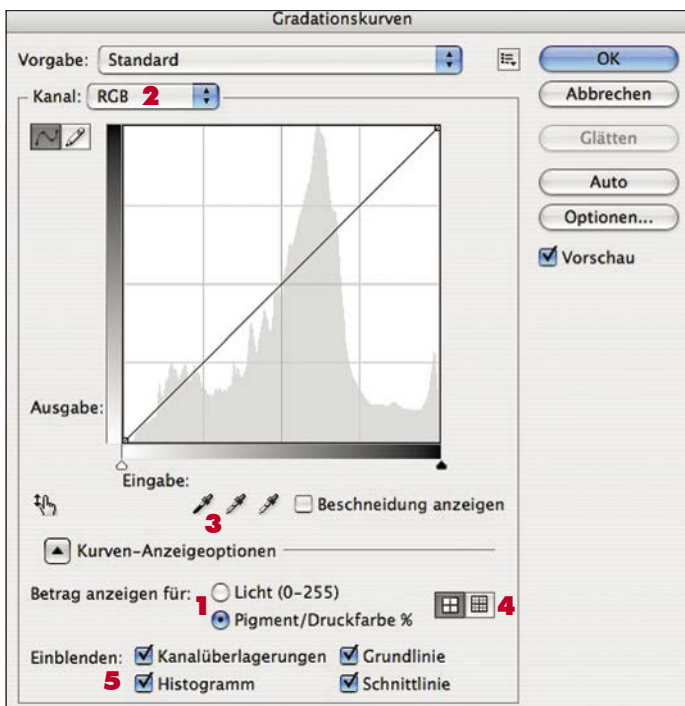 Gradationskurven
Vorgabe: Standard
OK
Kanal: RGB 2
Abbrechen
Glätten
Auto
Optionen...
Vorschau
Ausgabe:
Eingabe:
3
Beschneidung anzeigen
Kurven-Anzeigeoptionen
Betrag anzeigen für: 1 Licht (0–255)
Pigment/Druckfarbe %
4
Einblenden: Kanalüberlagerungen Grundlinie
5 Histogramm Schnittlinie